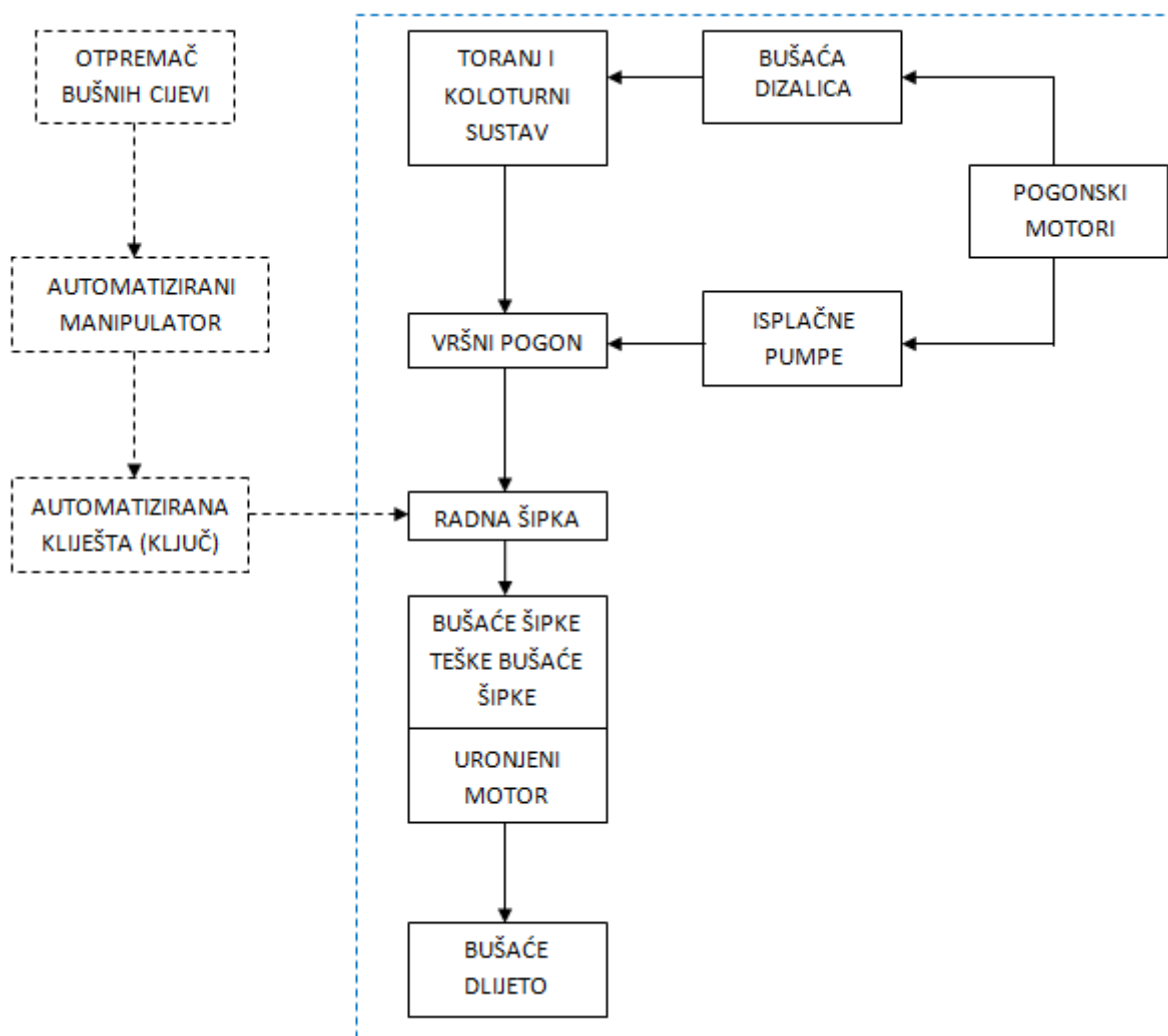 OTPREMAČ
BUŠNIH CIJEVI
AUTOMATIZIRANI
MANIPULATOR
AUTOMATIZIRANA
KLIJEŠTA (KLJUČ)
TORANJ I
KOLOTURNI
SUSTAV
BUŠAĆA
DIZALICA
POGONSKI
MOTORI
ISPLAČNE
PUMPE
VRŠNI POGON
RADNA ŠIPKA
BUŠAĆE ŠIPKE
TEŠKE BUŠAĆE
ŠIPKE
URONJENI
MOTOR
BUŠAĆE
DLIJETO